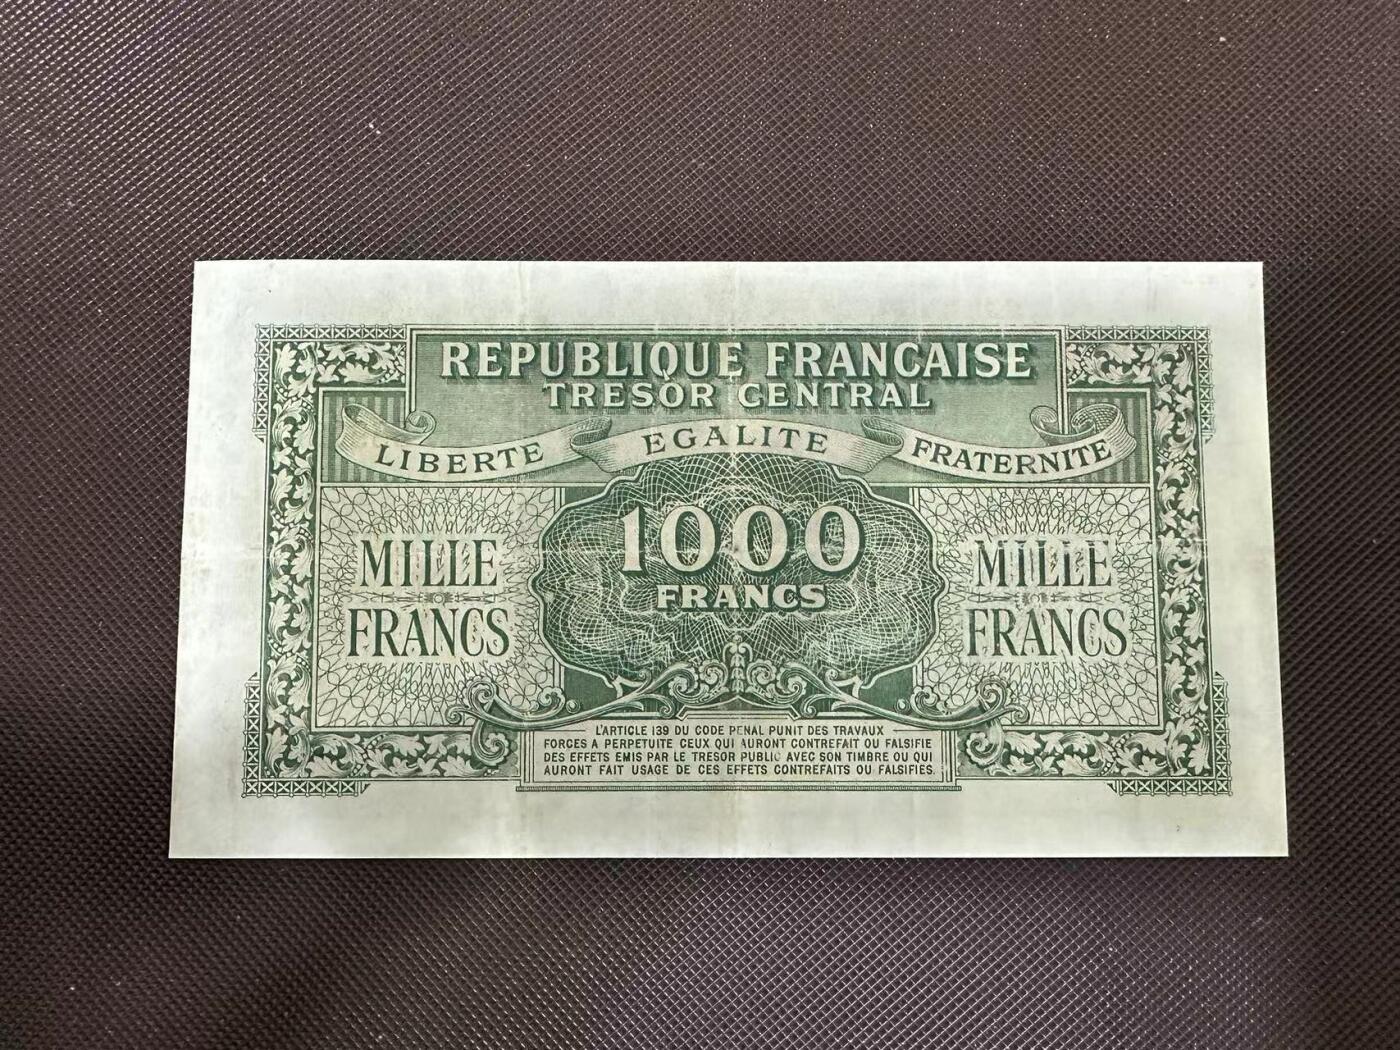 REPUBLIQUE FRANCAISE
TRESOR CENTRAL
LIBERTE EGALITE FRATERNITE
1000
FRANCS
MILLE
FRANCS
MILLE
FRANCS
L'ARTICLE 139 DU CODE PENAL PUNIT DES TRAVAUX
FORCES A PERPETUITE CEUX QUI AURONT CONTREFAIT OU FALSIFIE
DES EFFETS EMIS PAR LE TRESOR PUBLIC AVEC SON TIMBRE OU QUI
AURONT FAIT USAGE DE CES EFFETS CONTREFAITS OU FALSIFIES.